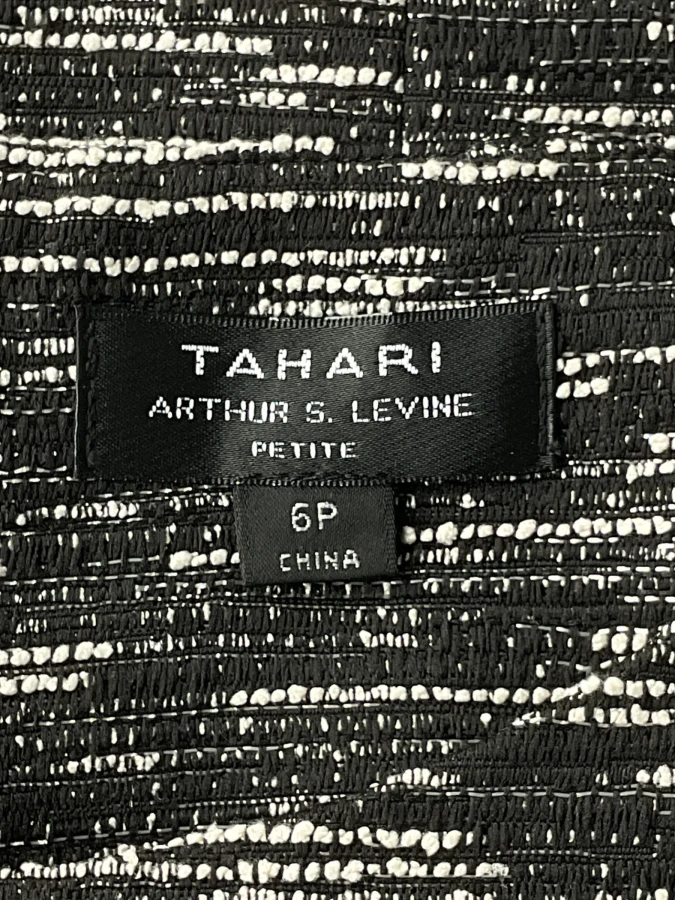 TAHARI
ARTHUR S. LEVINE
PETITE
6P
CHINA